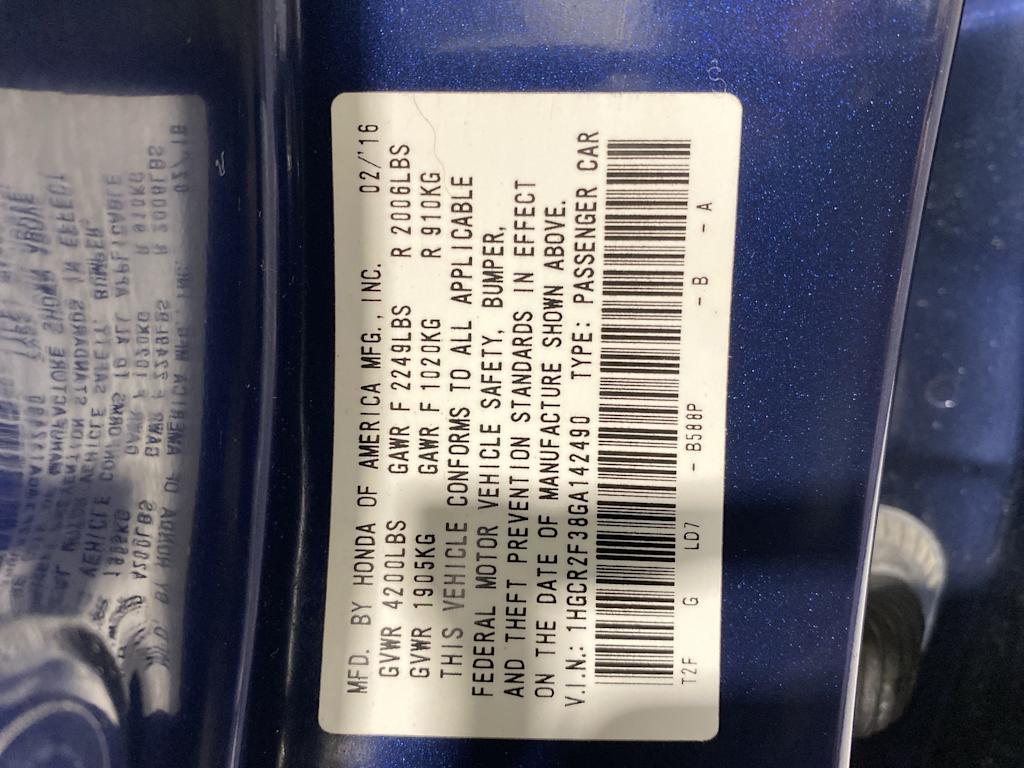 MFD. BY HONDA OF AMERICA MFG., INC. 02/'16
GVWR 4200LBS GAWR F 2249LBS R 2006LBS
GVWR 1905KG GAWR F 1020KG R 910KG
THIS VEHICLE CONFORMS TO ALL APPLICABLE
FEDERAL MOTOR VEHICLE SAFETY, BUMPER,
AND THEFT PREVENTION STANDARDS IN EFFECT
ON THE DATE OF MANUFACTURE SHOWN ABOVE.
V.I.N.: 1HGCR2F38GA142490 TYPE: PASSENGER CAR
T2F G LD7 - B588P - B - A